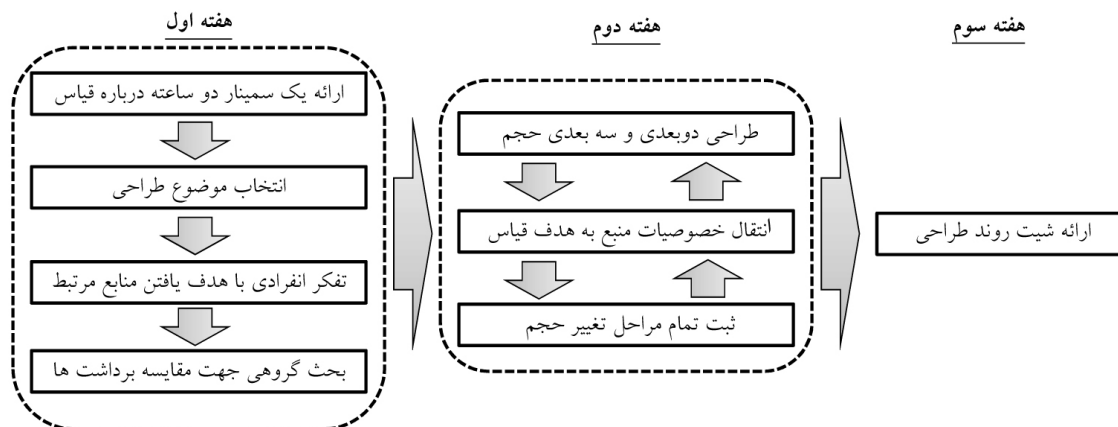 هفته اول
ارائه یک سمینار دو ساعته درباره قیاس
انتخاب موضوع طراحی
تفکر انفرادی با هدف یافتن منابع مرتبط
بحث گروهی جهت مقایسه برداشت ها
هفته دوم
طراحی دوبعدی و سه بعدی حجم
انتقال خصوصیات منبع به هدف قیاس
ثبت تمام مراحل تغییر حجم
هفته سوم
ارائه شیت روند طراحی